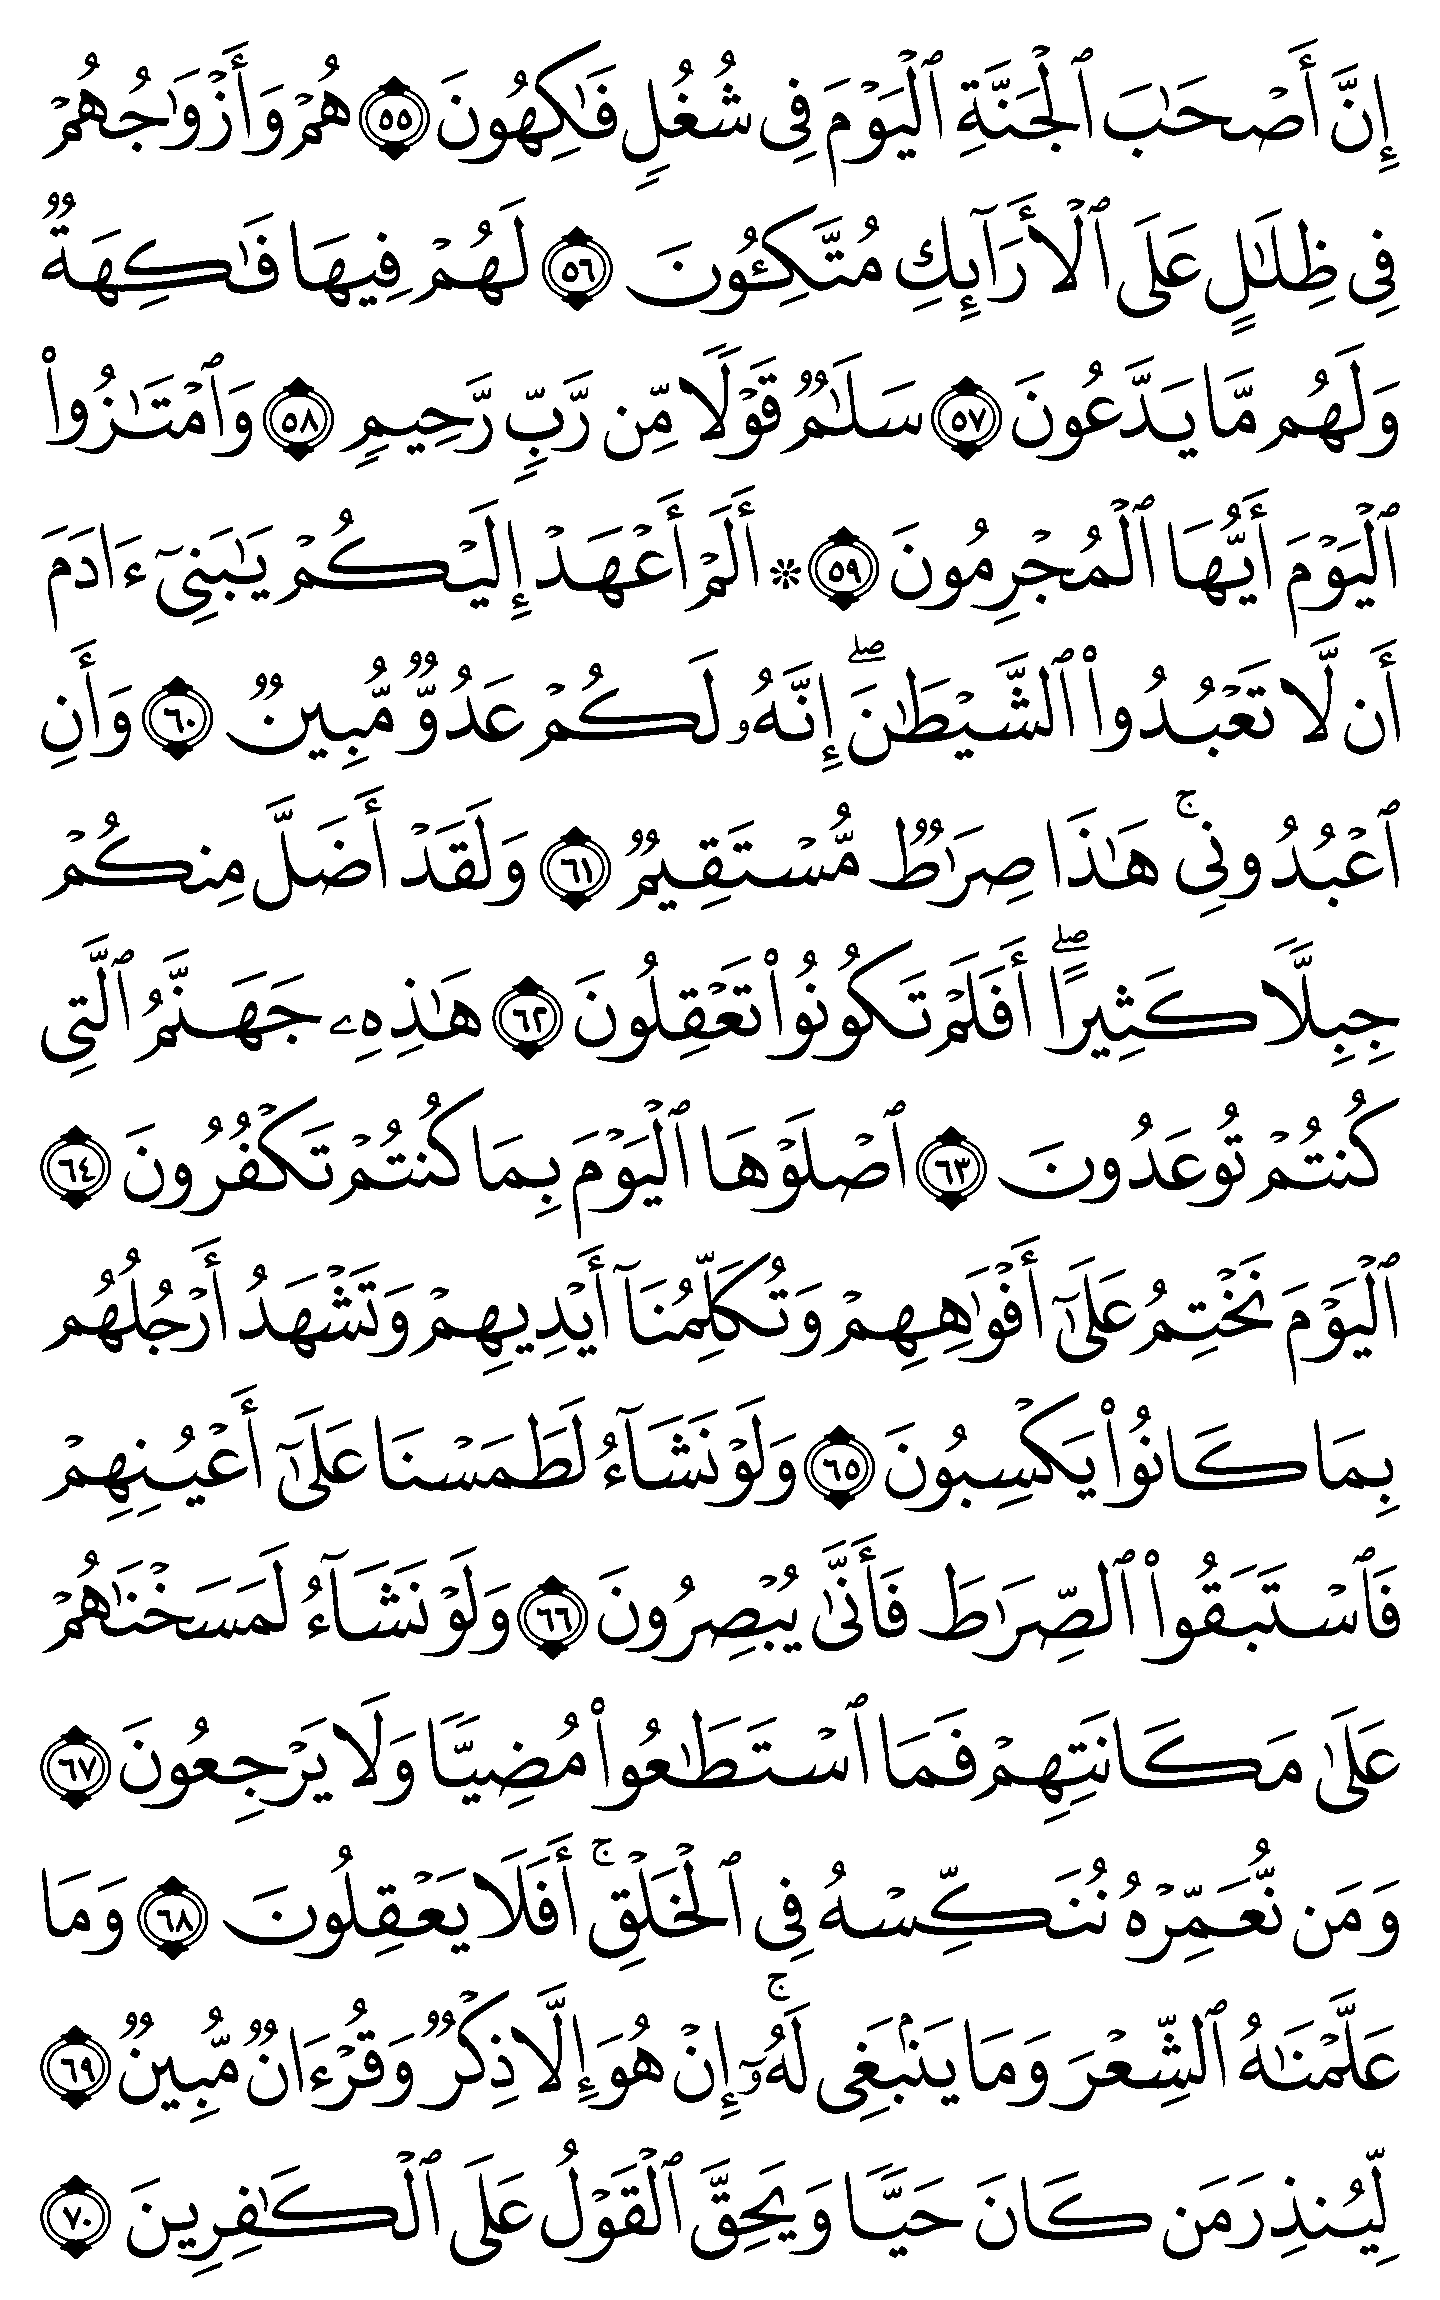 إِنَّ أَصْحَٰبَ ٱلْجَنَّةِ ٱلْيَوْمَ فِى شُغُلٍ فَٰكِهُونَ ٥٥ هُمْ وَأَزْوَٰجُهُمْ
فِى ظِلَٰلٍ عَلَى ٱلْأَرَآئِكِ مُتَّكِـُٔونَ ٥٦ لَهُمْ فِيهَا فَٰكِهَةٌ
وَلَهُم مَّا يَدَّعُونَ ٥٧ سَلَٰمٌ قَوْلًا مِّن رَّبٍّ رَّحِيمٍ ٥٨ وَٱمْتَٰزُوا۟
ٱلْيَوْمَ أَيُّهَا ٱلْمُجْرِمُونَ ٥٩ ۞ أَلَمْ أَعْهَدْ إِلَيْكُمْ يَٰبَنِىٓ ءَادَمَ
أَن لَّا تَعْبُدُوا۟ ٱلشَّيْطَٰنَ ۖ إِنَّهُۥ لَكُمْ عَدُوٌّ مُّبِينٌ ٦٠ وَأَنِ
ٱعْبُدُونِى ۚ هَٰذَا صِرَٰطٌ مُّسْتَقِيمٌ ٦١ وَلَقَدْ أَضَلَّ مِنكُمْ
جِبِلًّا كَثِيرًا ۖ أَفَلَمْ تَكُونُوا۟ تَعْقِلُونَ ٦٢ هَٰذِهِۦ جَهَنَّمُ ٱلَّتِى
كُنتُمْ تُوعَدُونَ ٦٣ ٱصْلَوْهَا ٱلْيَوْمَ بِمَا كُنتُمْ تَكْفُرُونَ ٦٤
ٱلْيَوْمَ نَخْتِمُ عَلَىٰٓ أَفْوَٰهِهِمْ وَتُكَلِّمُنَآ أَيْدِيهِمْ وَتَشْهَدُ أَرْجُلُهُم
بِمَا كَانُوا۟ يَكْسِبُونَ ٦٥ وَلَوْ نَشَآءُ لَطَمَسْنَا عَلَىٰٓ أَعْيُنِهِمْ
فَٱسْتَبَقُوا۟ ٱلصِّرَٰطَ فَأَنَّىٰ يُبْصِرُونَ ٦٦ وَلَوْ نَشَآءُ لَمَسَخْنَٰهُمْ
عَلَىٰ مَكَانَتِهِمْ فَمَا ٱسْتَطَٰعُوا۟ مُضِيًّا وَلَا يَرْجِعُونَ ٦٧
وَمَن نُّعَمِّرْهُ نُنَكِّسْهُ فِى ٱلْخَلْقِ ۚ أَفَلَا يَعْقِلُونَ ٦٨ وَمَا
عَلَّمْنَٰهُ ٱلشِّعْرَ وَمَا يَنۢبَغِى لَهُۥٓ ۚ إِنْ هُوَ إِلَّا ذِكْرٌ وَقُرْءَانٌ مُّبِينٌ ٦٩
لِّيُنذِرَ مَن كَانَ حَيًّا وَيَحِقَّ ٱلْقَوْلُ عَلَى ٱلْكَٰفِرِينَ ٧٠